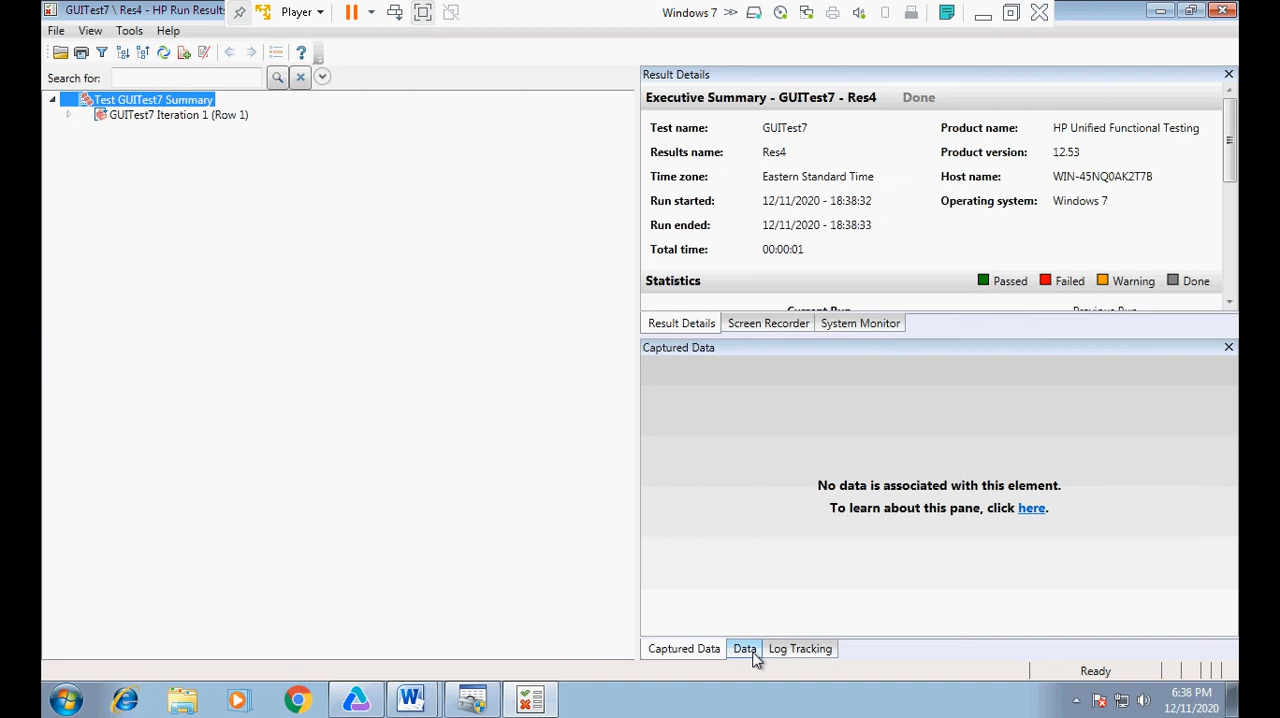 GUITest7 \ Res4 - HP Run Results
Player
Windows 7
File View Tools Help
Search for:
Test GUITest7 Summary
GUITest7 Iteration 1 (Row 1)
Result Details
Executive Summary - GUITest7 - Res4 Done
Test name: GUITest7 Product name: HP Unified Functional Testing
Results name: Res4 Product version: 12.53
Time zone: Eastern Standard Time Host name: WIN-45NQ0AK2T7B
Run started: 12/11/2020 - 18:38:32 Operating system: Windows 7
Run ended: 12/11/2020 - 18:38:33
Total time: 00:00:01
Statistics Passed Failed Warning Done
Current Run Previous Run
Result Details Screen Recorder System Monitor
Captured Data
No data is associated with this element.
To learn about this pane, click here.
Captured Data Data Log Tracking
Ready
6:38 PM
12/11/2020